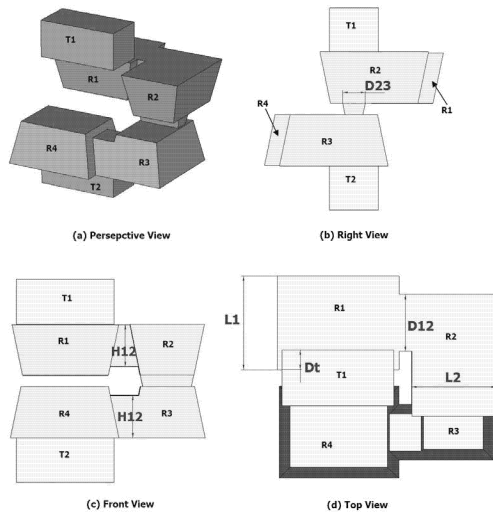 T1
R1
R2
R4
R3
T2
(a) Persepctive View
T1
R2
D23
R4
R1
R3
T2
(b) Right View
T1
R1
H12
R2
R4
H12
R3
T2
(c) Front View
L1
R1
D12
R2
Dt
T1
L2
R4
R3
(d) Top View